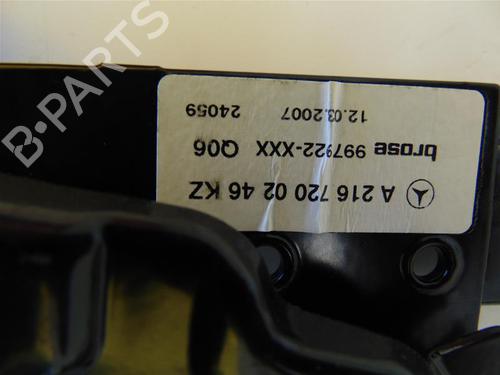 A 216 720 02 46 KZ
brose 997922-XXX Q06
12.03.2007 24059
B-PARTS